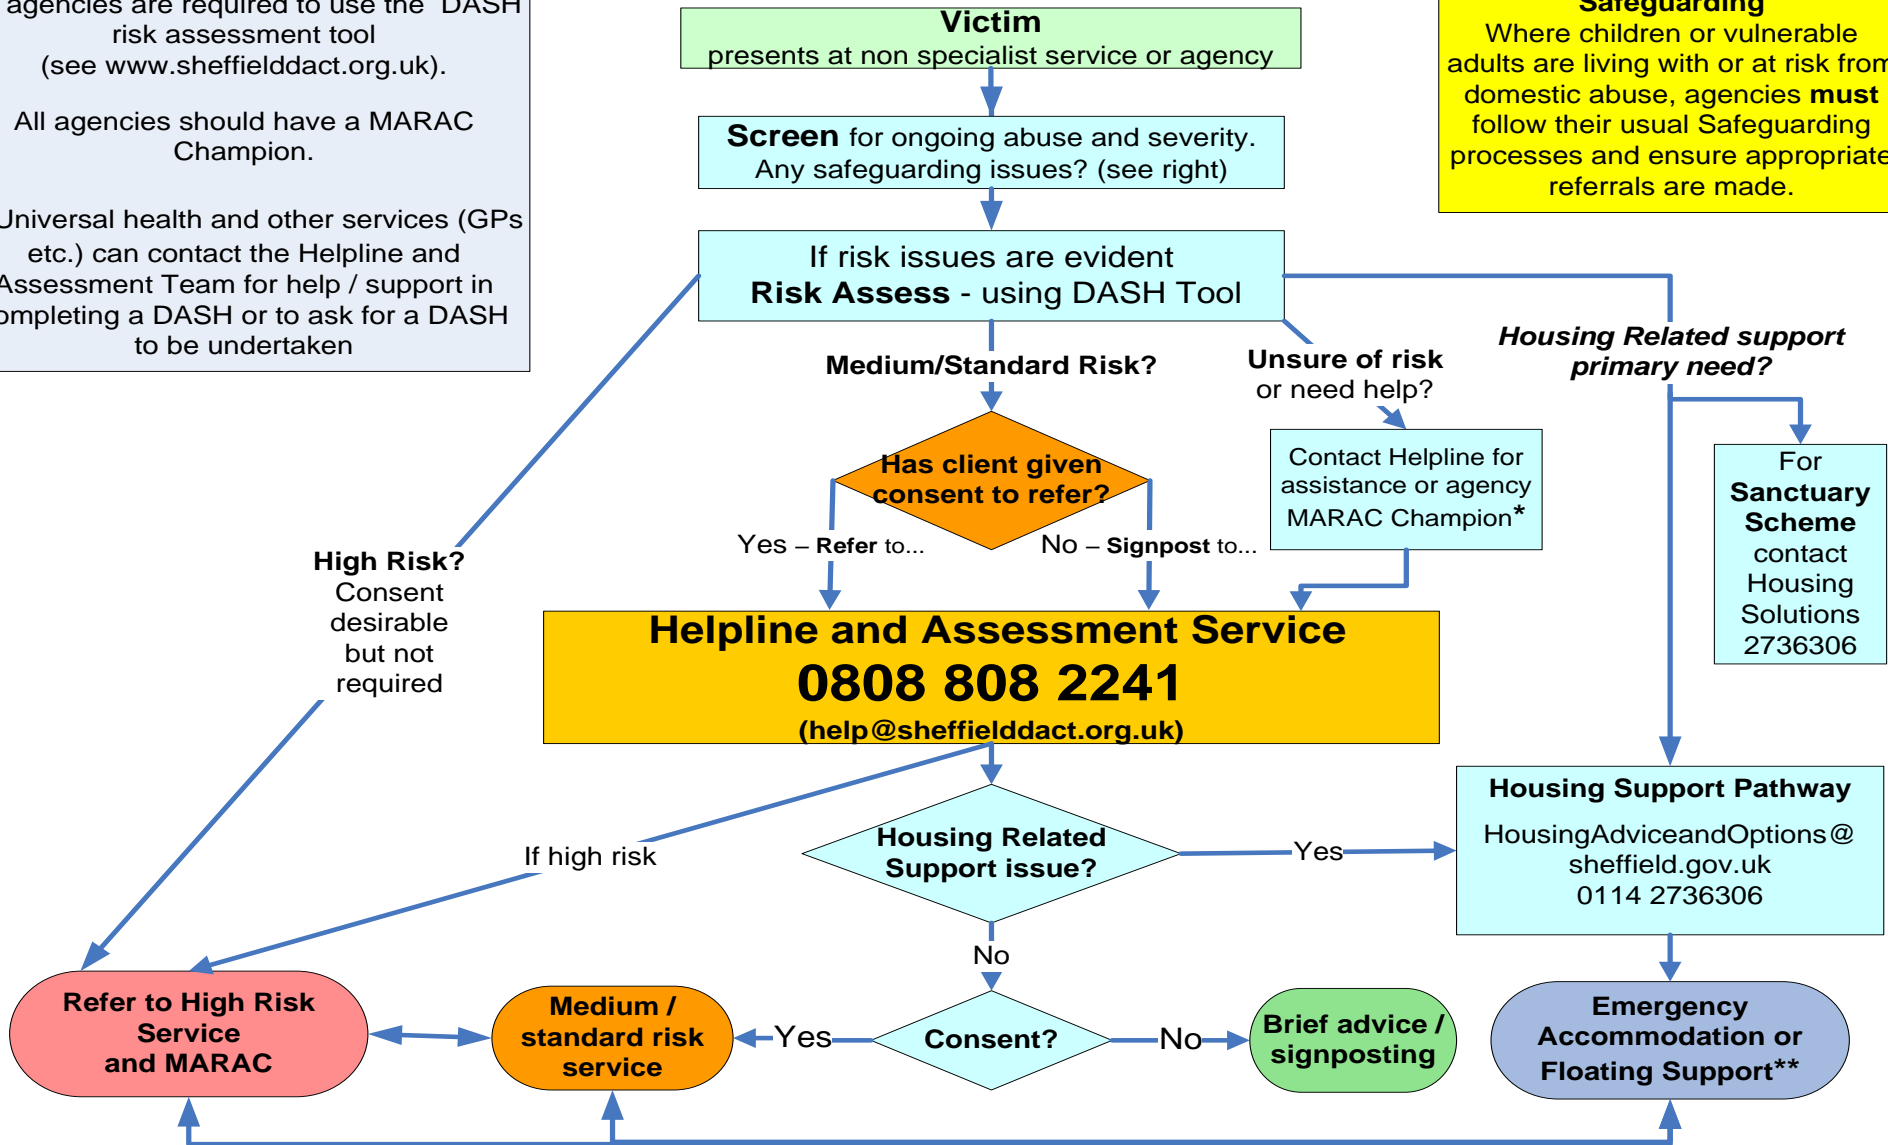 agencies are required to use the DASH
risk assessment tool
(see www.sheffielddact.org.uk).
All agencies should have a MARAC
Champion.
Universal health and other services (GPs
etc.) can contact the Helpline and
Assessment Team for help / support in
completing a DASH or to ask for a DASH
to be undertaken
Victim
presents at non specialist service or agency
Safeguarding
Where children or vulnerable
adults are living with or at risk from
domestic abuse, agencies must
follow their usual Safeguarding
processes and ensure appropriate
referrals are made.
Screen for ongoing abuse and severity.
Any safeguarding issues? (see right)
If risk issues are evident
Risk Assess - using DASH Tool
Medium/Standard Risk?
Unsure of risk
or need help?
Housing Related support
primary need?
Has client given
consent to refer?
Contact Helpline for
assistance or agency
MARAC Champion*
For
Sanctuary
Scheme
contact
Housing
Solutions
2736306
Yes – Refer to...
No – Signpost to...
High Risk?
Consent
desirable
but not
required
Helpline and Assessment Service
0808 808 2241
(help@sheffielddact.org.uk)
If high risk
Housing Related
Support issue?
Yes
Housing Support Pathway
HousingAdviceandOptions@
sheffield.gov.uk
0114 2736306
No
Refer to High Risk
Service
and MARAC
Medium /
standard risk
service
Yes
Consent?
No
Brief advice /
signposting
Emergency
Accommodation or
Floating Support**